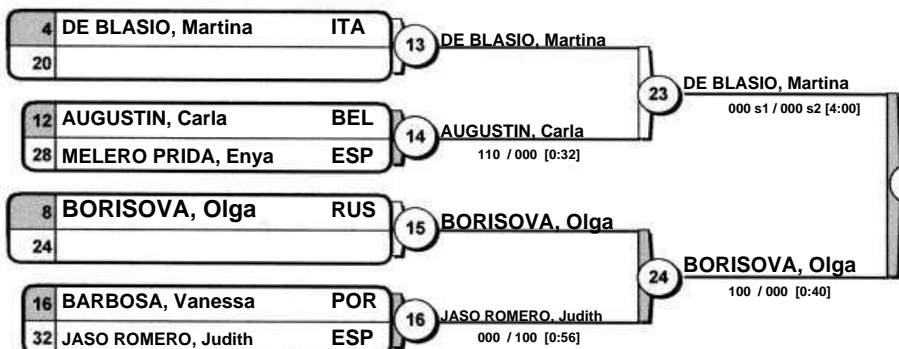 4 DE BLASIO, Martina ITA
20
13 DE BLASIO, Martina
12 AUGUSTIN, Carla BEL
28 MELERO PRIDA, Enya ESP
14 AUGUSTIN, Carla
110 / 000 [0:32]
23 DE BLASIO, Martina
000 s1 / 000 s2 [4:00]
8 BORISOVA, Olga RUS
24
15 BORISOVA, Olga
16 BARBOSA, Vanessa POR
32 JASO ROMERO, Judith ESP
16 JASO ROMERO, Judith
000 / 100 [0:56]
24 BORISOVA, Olga
100 / 000 [0:40]